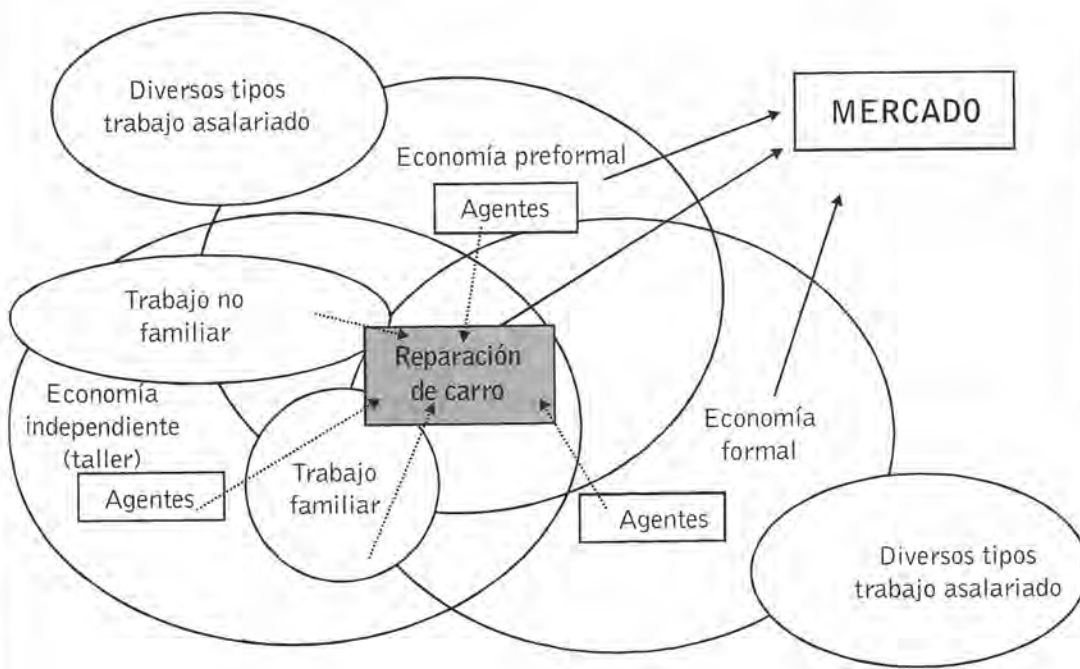 Diversos tipos
trabajo asalariado
MERCADO
Economía preformal
Agentes
Trabajo no
familiar
Reparación
de carro
Economía
independiente
(taller)
Agentes
Trabajo
familiar
Economía
formal
Agentes
Diversos tipos
trabajo asalariado